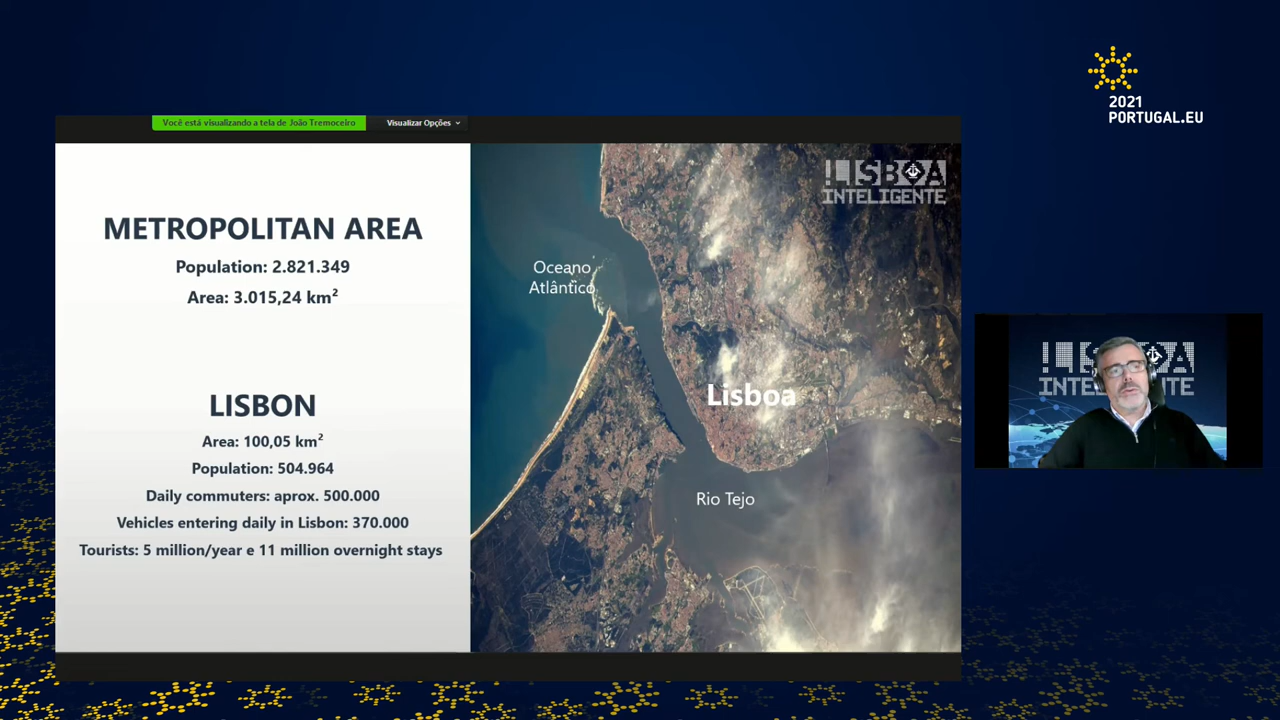 2021
PORTUGAL.EU
Você está visualizando a tela de João Tremoceiro
Visualizar Opções
METROPOLITAN AREA
Population: 2.821.349
Area: 3.015,24 km²
LISBON
Area: 100,05 km²
Population: 504.964
Daily commuters: aprox. 500.000
Vehicles entering daily in Lisbon: 370.000
Tourists: 5 million/year e 11 million overnight stays
!LISBOA
INTELIGENTE
Oceano
Atlântico
Lisboa
Rio Tejo